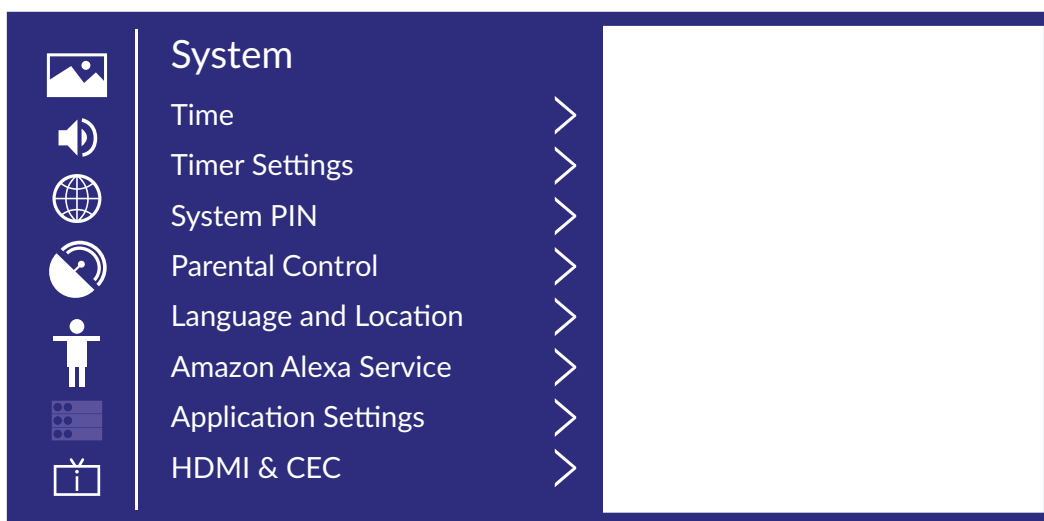 System
Time
Timer Settings
System PIN
Parental Control
Language and Location
Amazon Alexa Service
Application Settings
HDMI & CEC
i